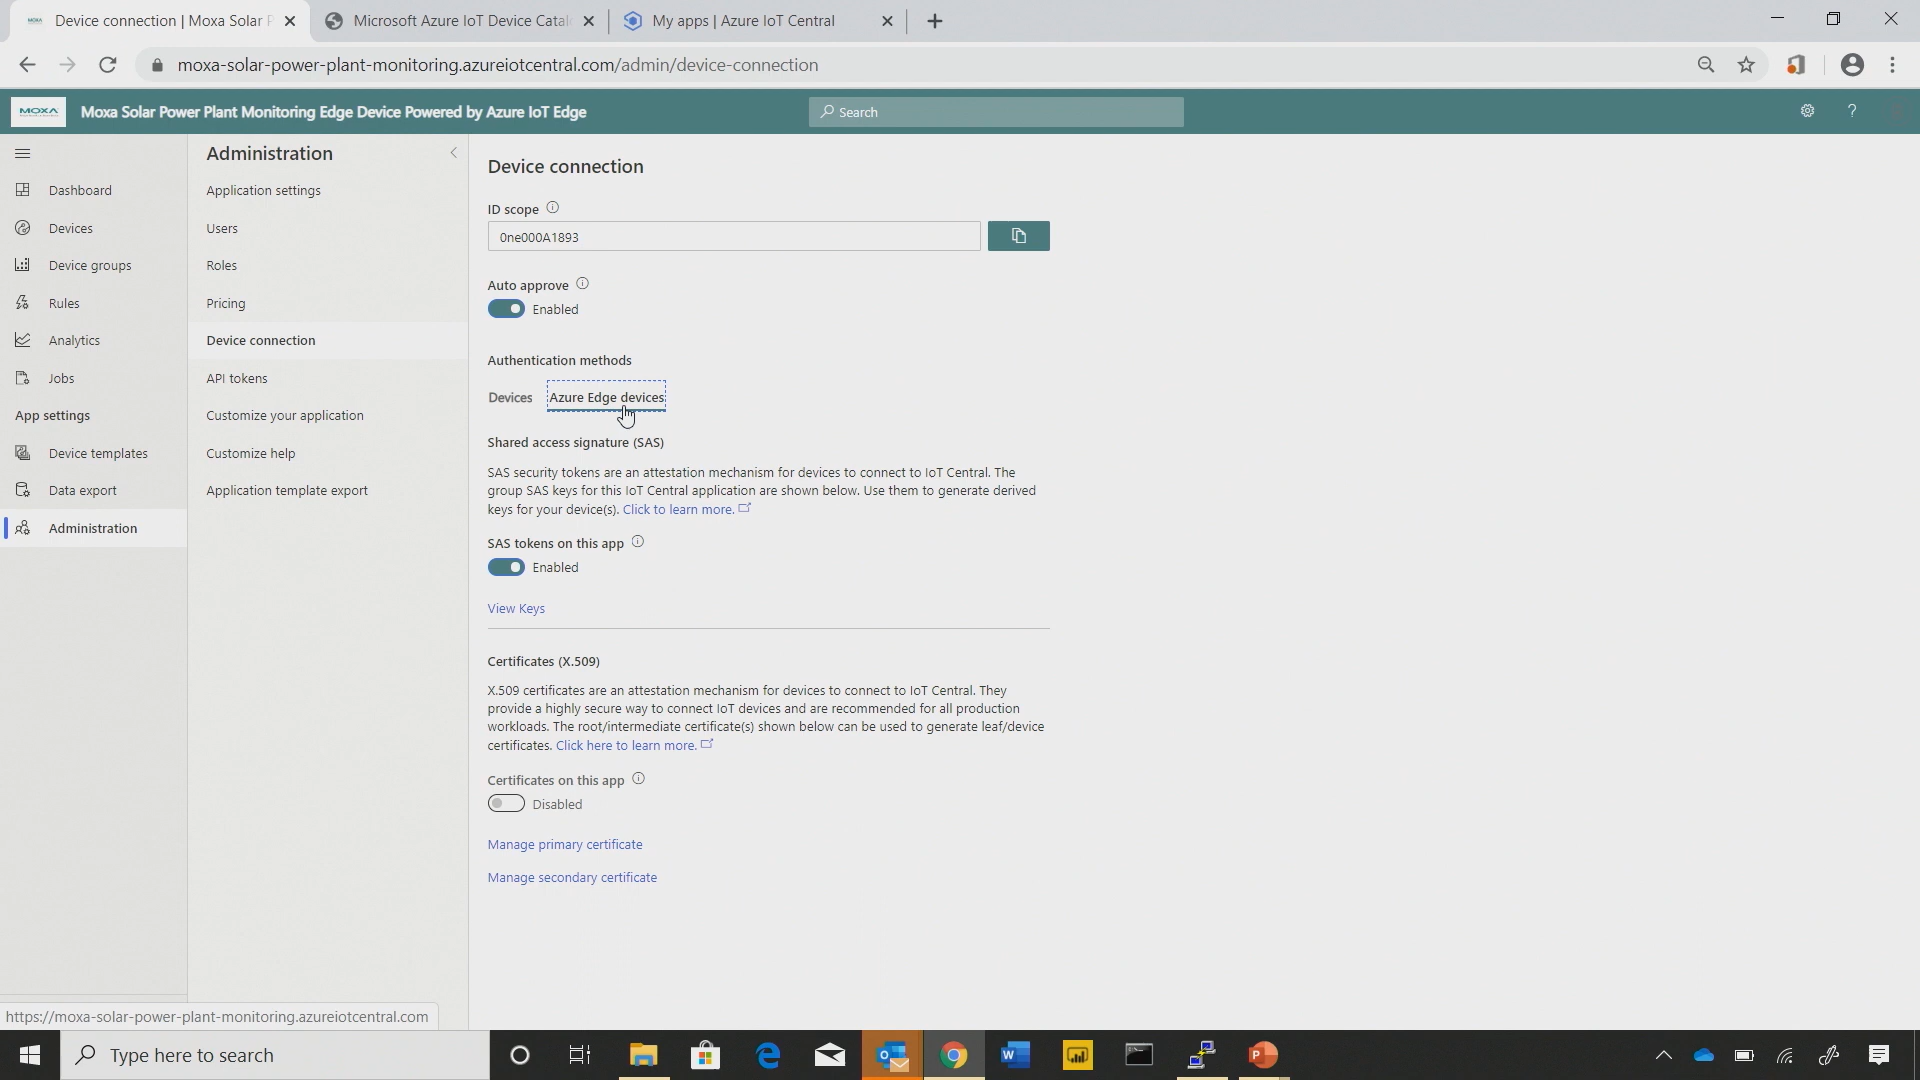 Device connection | Moxa Solar P
Microsoft Azure IoT Device Catal
My apps | Azure IoT Central
moxa-solar-power-plant-monitoring.azureiotcentral.com/admin/device-connection
MOXA
Moxa Solar Power Plant Monitoring Edge Device Powered by Azure IoT Edge
Search
?
Dashboard
Devices
Device groups
Rules
Analytics
Jobs
App settings
Device templates
Data export
Administration
Administration
Application settings
Users
Roles
Pricing
Device connection
API tokens
Customize your application
Customize help
Application template export
Device connection
ID scope
0ne000A1893
Auto approve
Enabled
Authentication methods
Devices
Azure Edge devices
Shared access signature (SAS)
SAS security tokens are an attestation mechanism for devices to connect to IoT Central. The
group SAS keys for this IoT Central application are shown below. Use them to generate derived
keys for your device(s). Click to learn more.
SAS tokens on this app
Enabled
View Keys
Certificates (X.509)
X.509 certificates are an attestation mechanism for devices to connect to IoT Central. They
provide a highly secure way to connect IoT devices and are recommended for all production
workloads. The root/intermediate certificate(s) shown below can be used to generate leaf/device
certificates. Click here to learn more.
Certificates on this app
Disabled
Manage primary certificate
Manage secondary certificate
https://moxa-solar-power-plant-monitoring.azureiotcentral.com
Type here to search